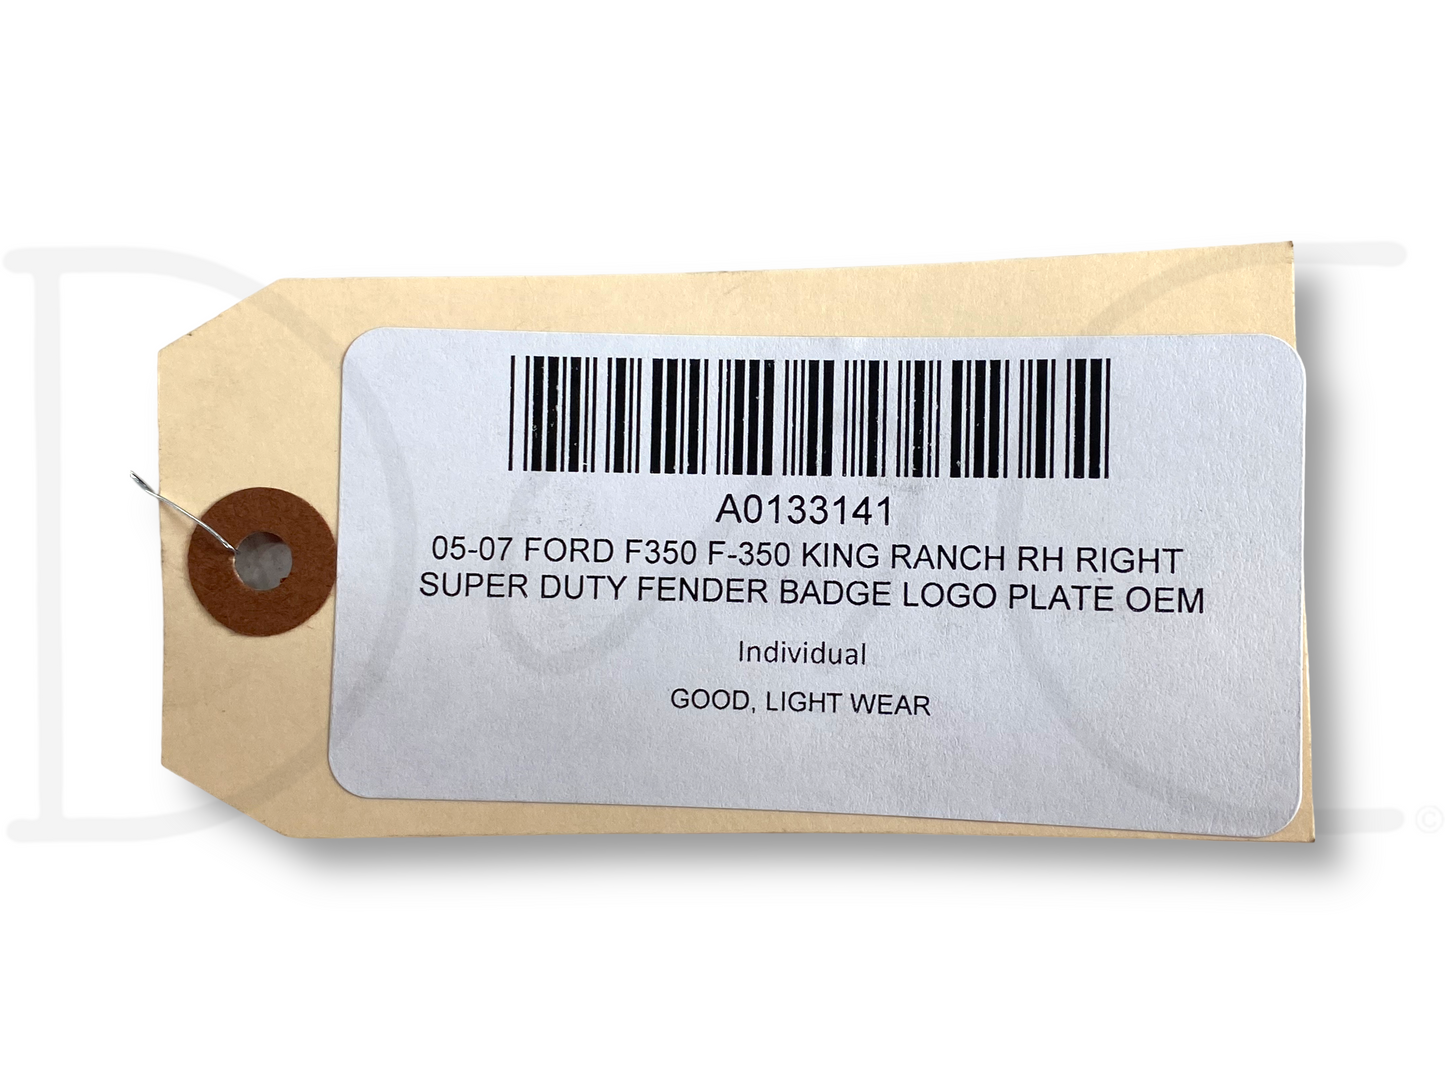 A0133141
05-07 FORD F350 F-350 KING RANCH RH RIGHT
SUPER DUTY FENDER BADGE LOGO PLATE OEM
Individual
GOOD, LIGHT WEAR
©